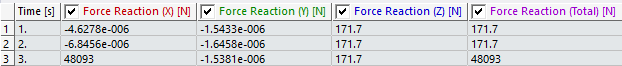 Time [s] Force Reaction (X) [N] Force Reaction (Y) [N] Force Reaction (Z) [N] Force Reaction (Total) [N]
1 1. -4.6278e-006 -1.5433e-006 171.7 171.7
2 2. -6.8456e-006 -1.6458e-006 171.7 171.7
3 3. 48093 -1.5381e-006 171.7 48093